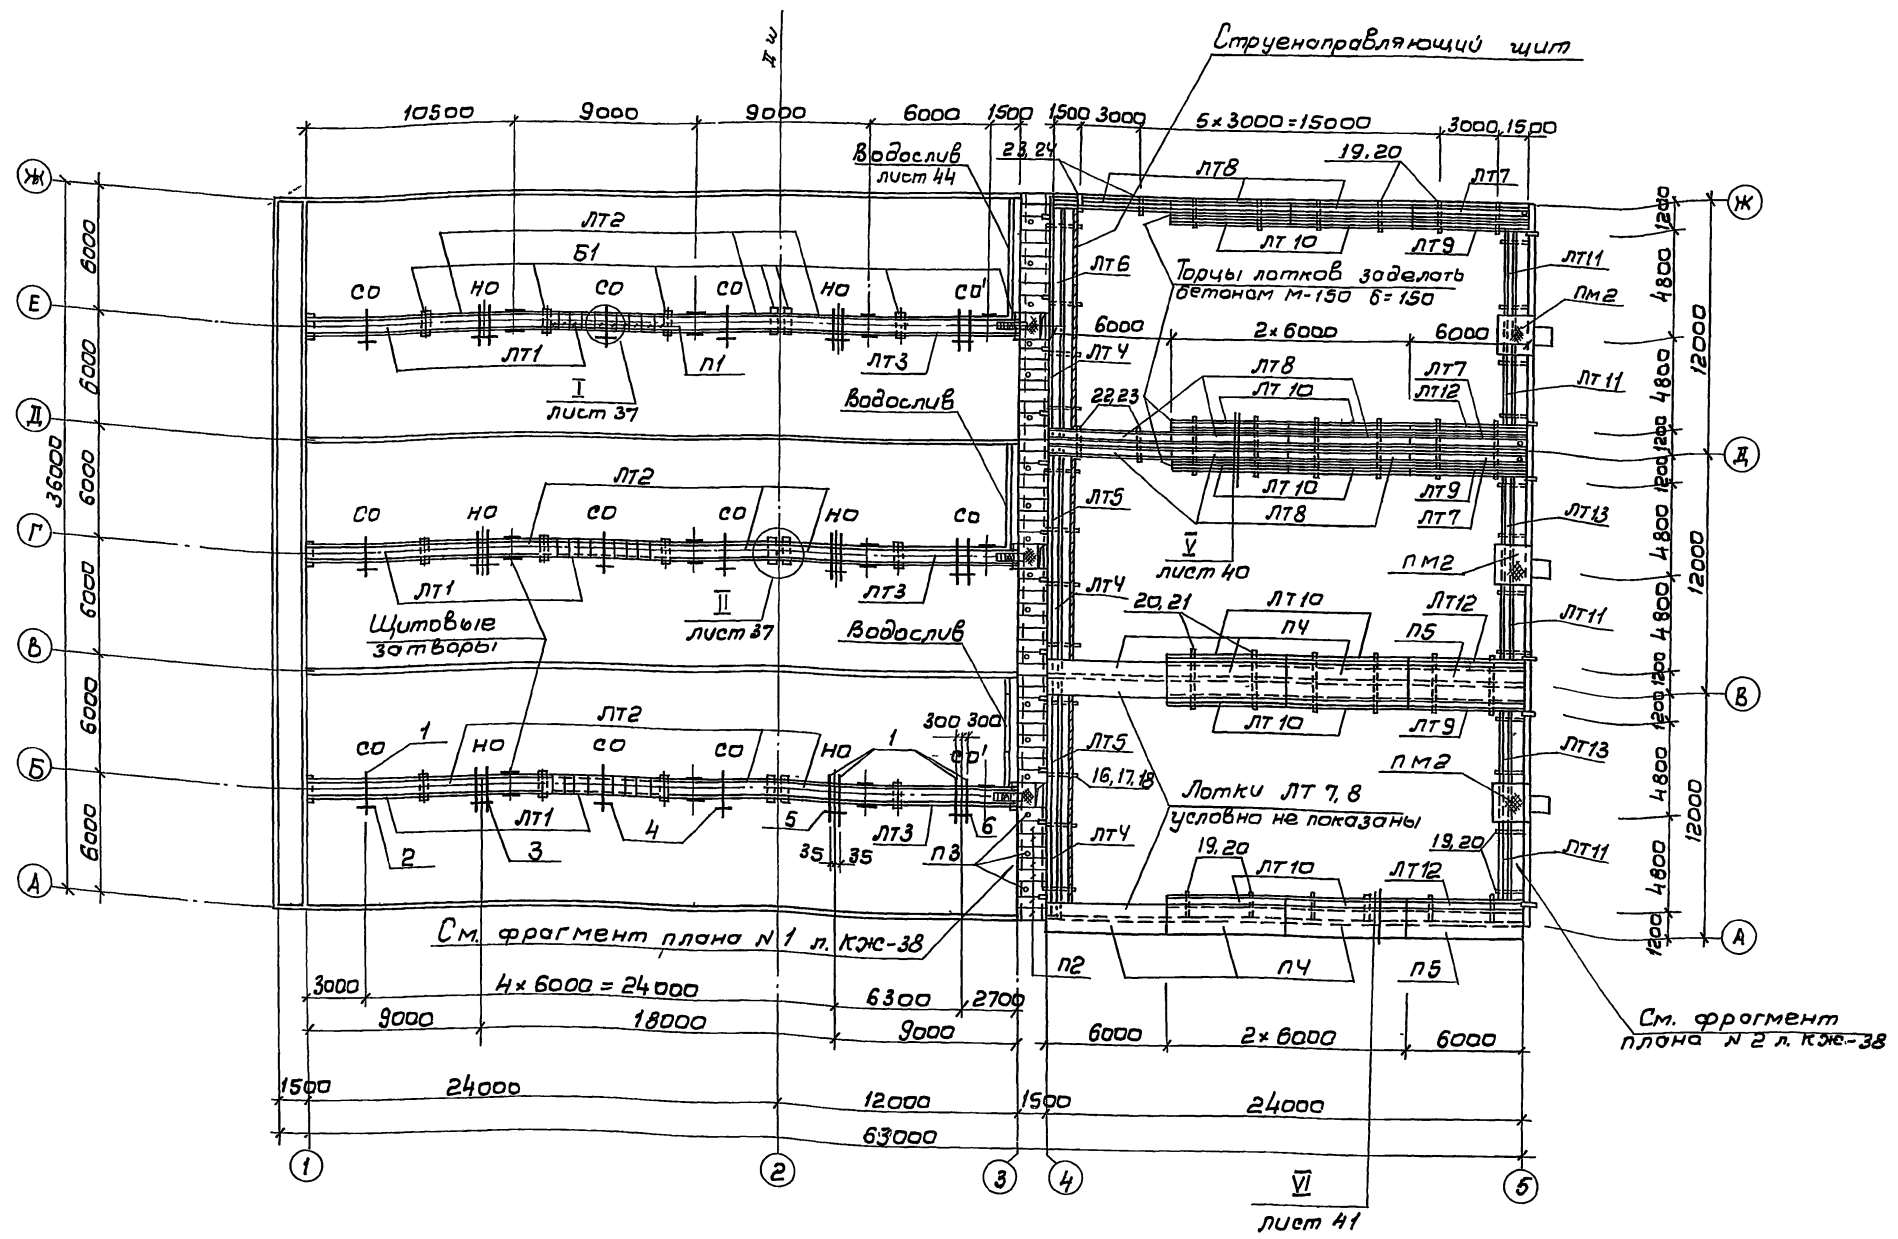 Струенаправляющий щит
Д.ш
10500
9000
9000
6000
1500
1500
3000
5×3000=15000
3000
1500
Водослив
лист 44
23,24
19,20
ЛТ8
ЛТ7
Ж
Ж
ЛТ2
Б1
СО
НО
СО
СО
НО
СО'
ЛТ6
ЛТ10
ЛТ9
ЛТ11
Торцы лотков заделать
бетоном М-150 б=150
ПМ2
Е
6000
2×6000
6000
ЛТ1
П1
ЛТ3
ЛТ4
I
лист 37
ЛТ8
ЛТ10
ЛТ7
ЛТ12
ЛТ11
Водослив
22,23
Д
Д
ЛТ2
СО
НО
СО
СО
НО
СО
ЛТ5
ЛТ10
ЛТ8
ЛТ9
ЛТ7
ЛТ13
V
лист 40
ПМ2
Г
ЛТ1
ЛТ3
ЛТ4
II
лист 37
Щитовые
затворы
Водослив
20,21
ЛТ10
П4
ЛТ12
П5
ЛТ11
В
В
ЛТ2
1
СО
НО
СО
СО
НО
300
300
1
СО'
ЛТ5
16,17,18
ЛТ10
ЛТ9
ЛТ13
ПМ2
Б
Лотки ЛТ 7,8
условно не показаны
ЛТ1
2
3
4
5
ЛТ3
6
35
35
П3
ЛТ4
19,20
ЛТ10
ЛТ12
19,20
ЛТ11
А
А
См. фрагмент плана N 1 л. КЖ-38
П2
П4
П5
См. фрагмент
плана N 2 л. КЖ-38
6000
6000
6000
6000
6000
6000
36000
1200
4800
4800
1200
1200
4800
4800
1200
1200
4800
4800
1200
12000
12000
12000
3000
4×6000=24000
6300
2700
9000
18000
9000
6000
2×6000
6000
1500
24000
12000
1500
24000
63000
1
2
3
4
5
VI
лист 41